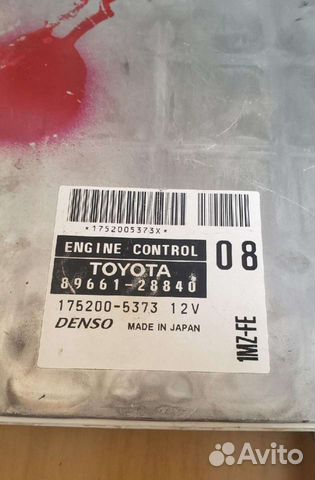 *1752005373X*
ENGINE CONTROL
08
TOYOTA
89661-28840
175200-5373 12V
DENSO MADE IN JAPAN
1MZ-FE
Avito